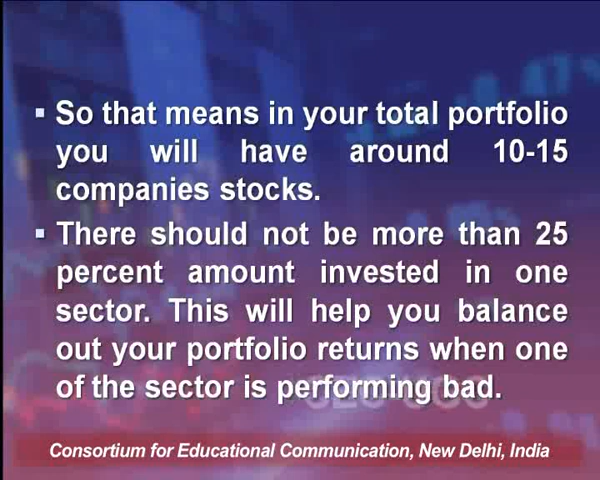 ▪ So that means in your total portfolio
you will have around 10-15
companies stocks.
▪ There should not be more than 25
percent amount invested in one
sector. This will help you balance
out your portfolio returns when one
of the sector is performing bad.
CEC-UGC
Consortium for Educational Communication, New Delhi, India